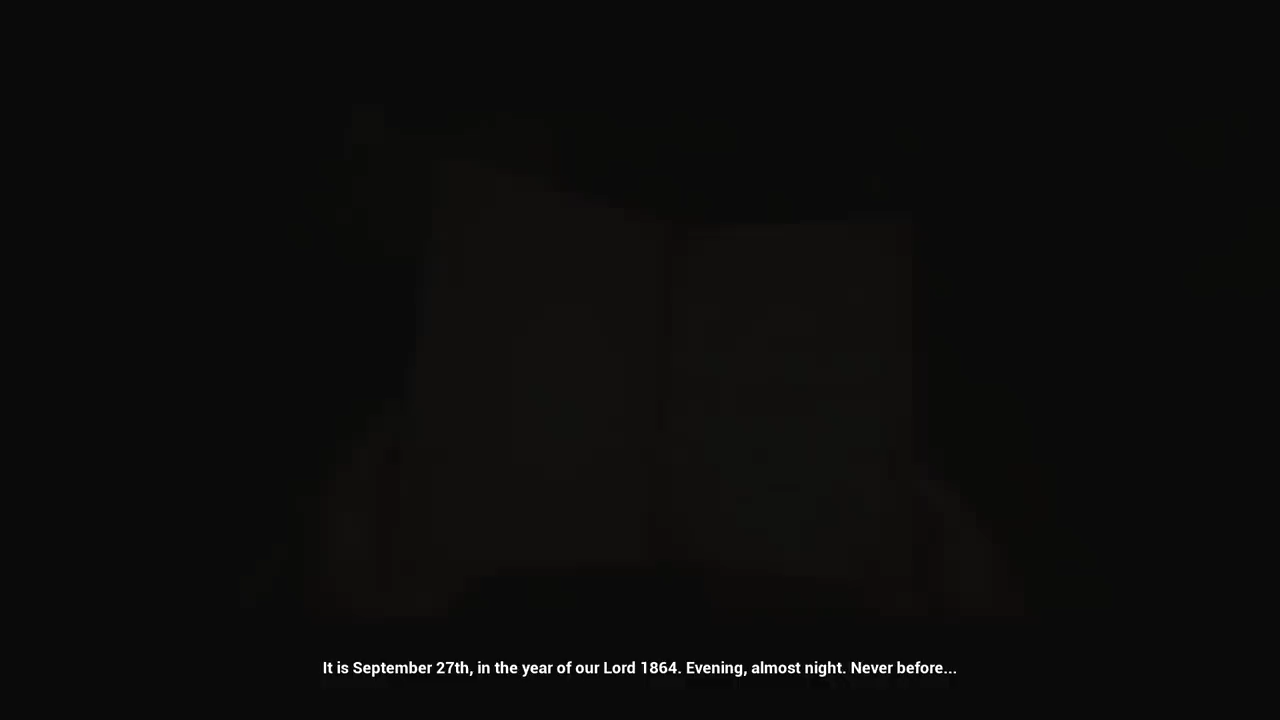 It is September 27th, in the year of our Lord 1864. Evening, almost night. Never before...